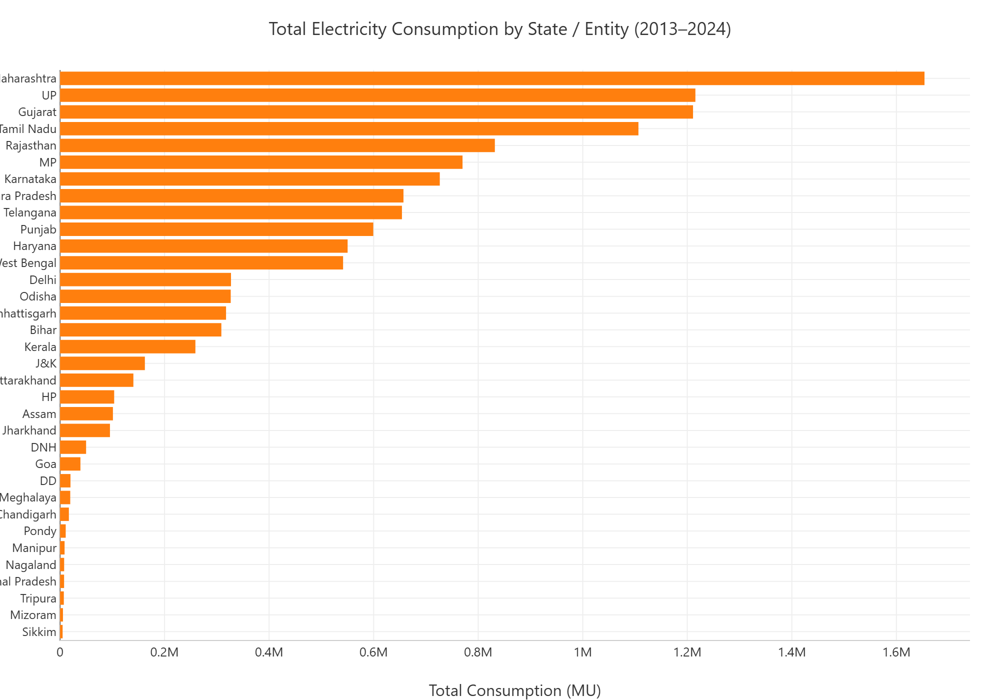 Total Electricity Consumption by State / Entity (2013–2024)
aharashtra
UP
Gujarat
Tamil Nadu
Rajasthan
MP
Karnataka
ra Pradesh
Telangana
Punjab
Haryana
West Bengal
Delhi
Odisha
hhattisgarh
Bihar
Kerala
J&K
ttarakhand
HP
Assam
Jharkhand
DNH
Goa
DD
Meghalaya
Chandigarh
Pondy
Manipur
Nagaland
al Pradesh
Tripura
Mizoram
Sikkim
0 0.2M 0.4M 0.6M 0.8M 1M 1.2M 1.4M 1.6M
Total Consumption (MU)